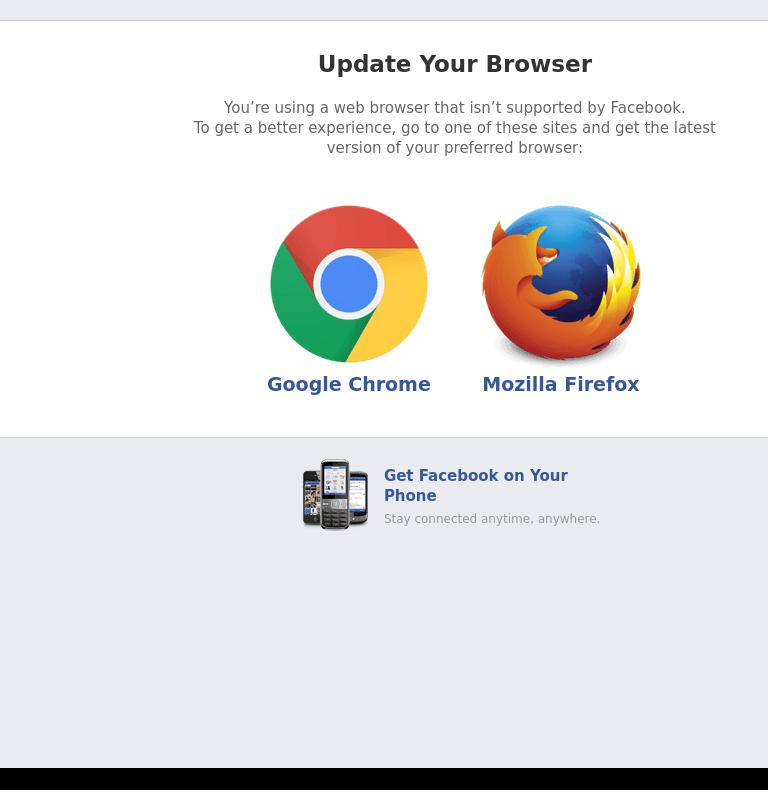 Update Your Browser
You’re using a web browser that isn’t supported by Facebook.
To get a better experience, go to one of these sites and get the latest
version of your preferred browser:
Google Chrome
Mozilla Firefox
Get Facebook on Your
Phone
Stay connected anytime, anywhere.